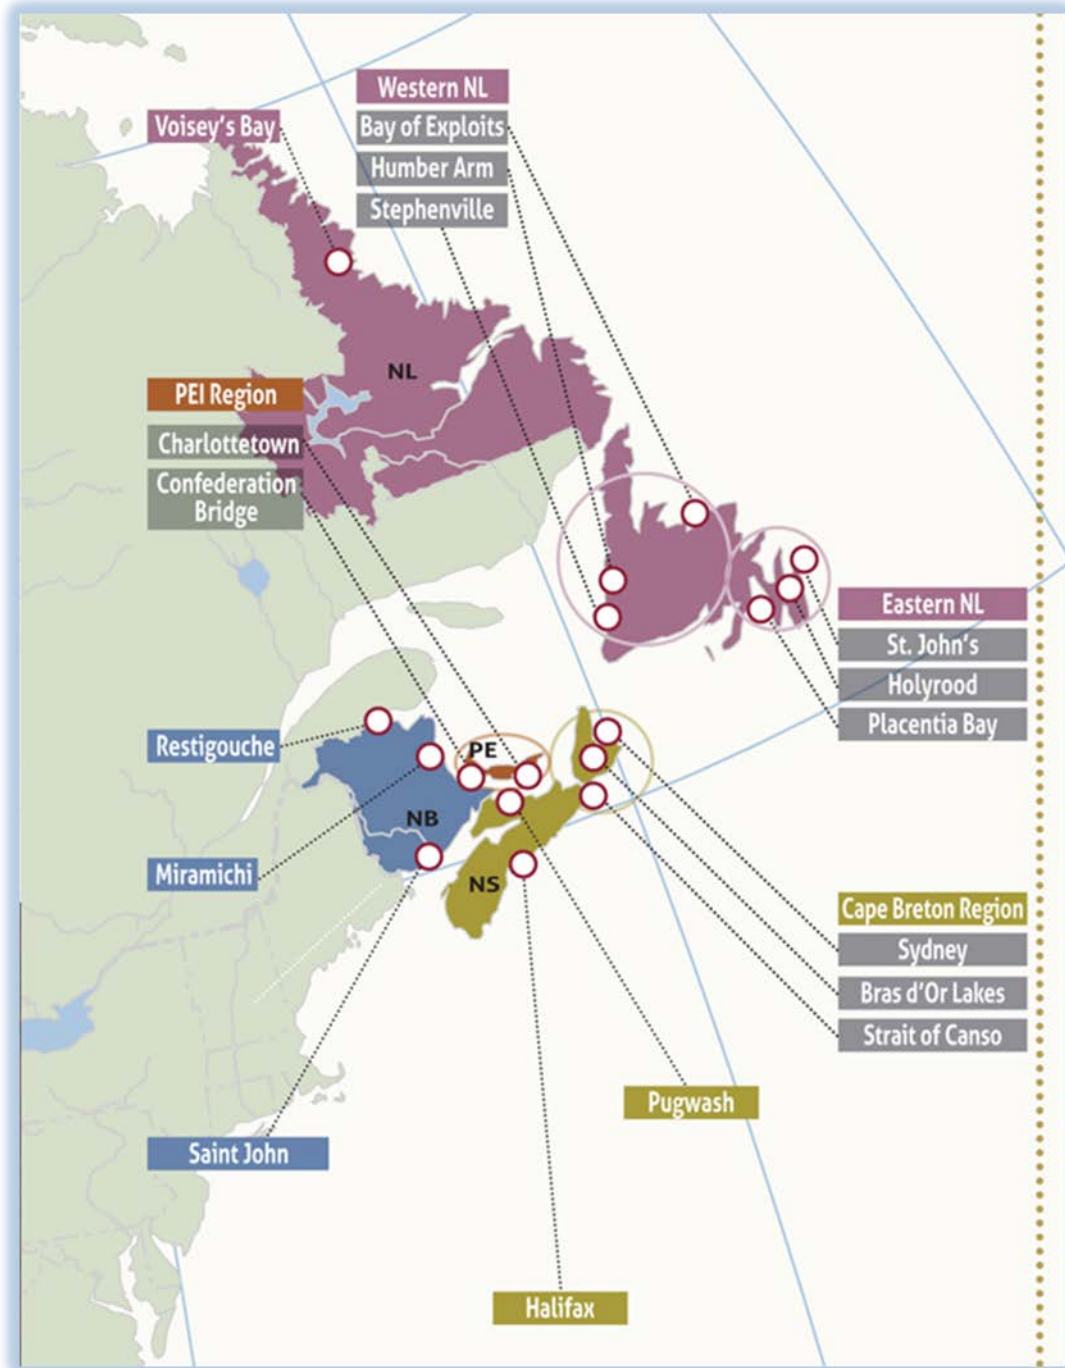 Western NL
Voisey's Bay
Bay of Exploits
Humber Arm
Stephenville
NL
PEI Region
Charlottetown
Confederation
Bridge
Eastern NL
St. John's
Holyrood
Placentia Bay
Restigouche
PE
NB
Miramichi
NS
Cape Breton Region
Sydney
Bras d'Or Lakes
Strait of Canso
Pugwash
Saint John
Halifax